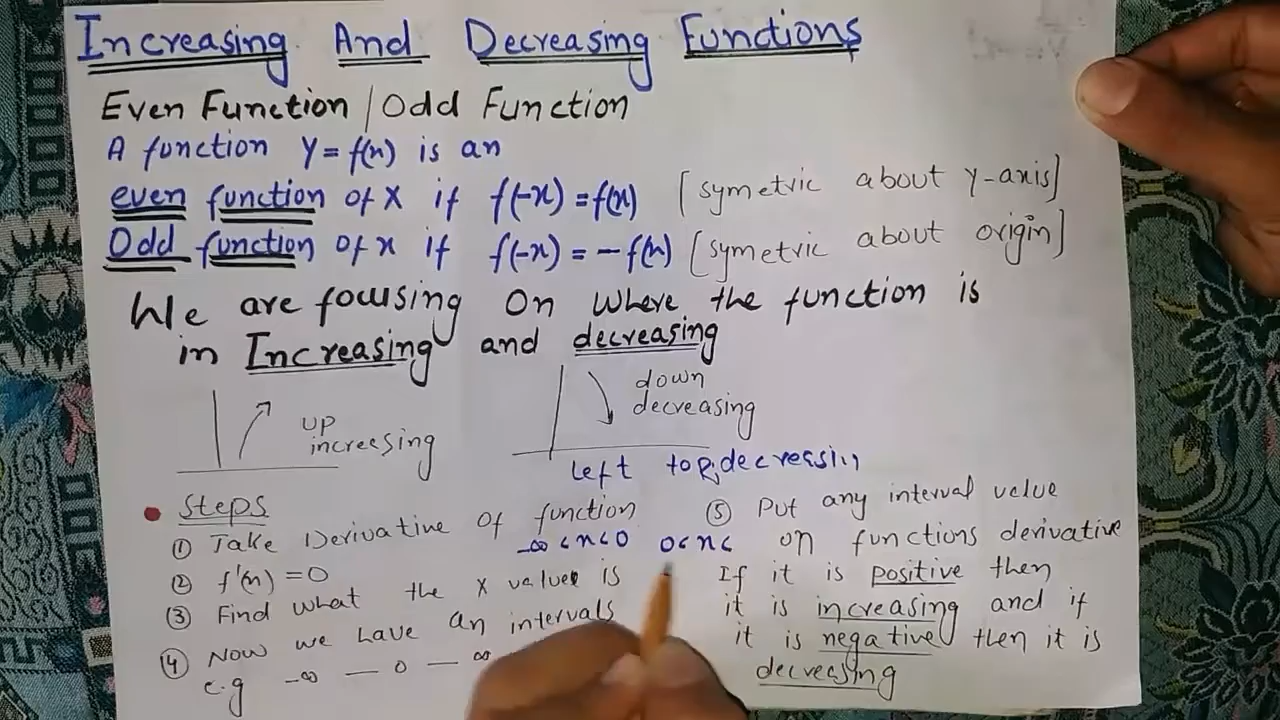 Increasing And Decreasing Functions
Even Function / Odd Function
A function Y = f(x) is an
even function of X if f(-x) = f(x) [symetric about Y-axis]
Odd function of x if f(-x) = -f(x) [symetric about origin]
We are focusing On Where the function is
in Increasing and decreasing
UP
increesing
down
decreasing
Left to R, decreasin
• Steps
① Take Derivative of function
② f'(x) = 0
③ Find what the X value is
④ Now we have an intervals
e.g -∞ — 0 — ∞
-∞ < x < 0 0 < x <
⑤ Put any interval value
on functions derivative
If it is positive then
it is increasing and if
it is negative then it is
decreasing